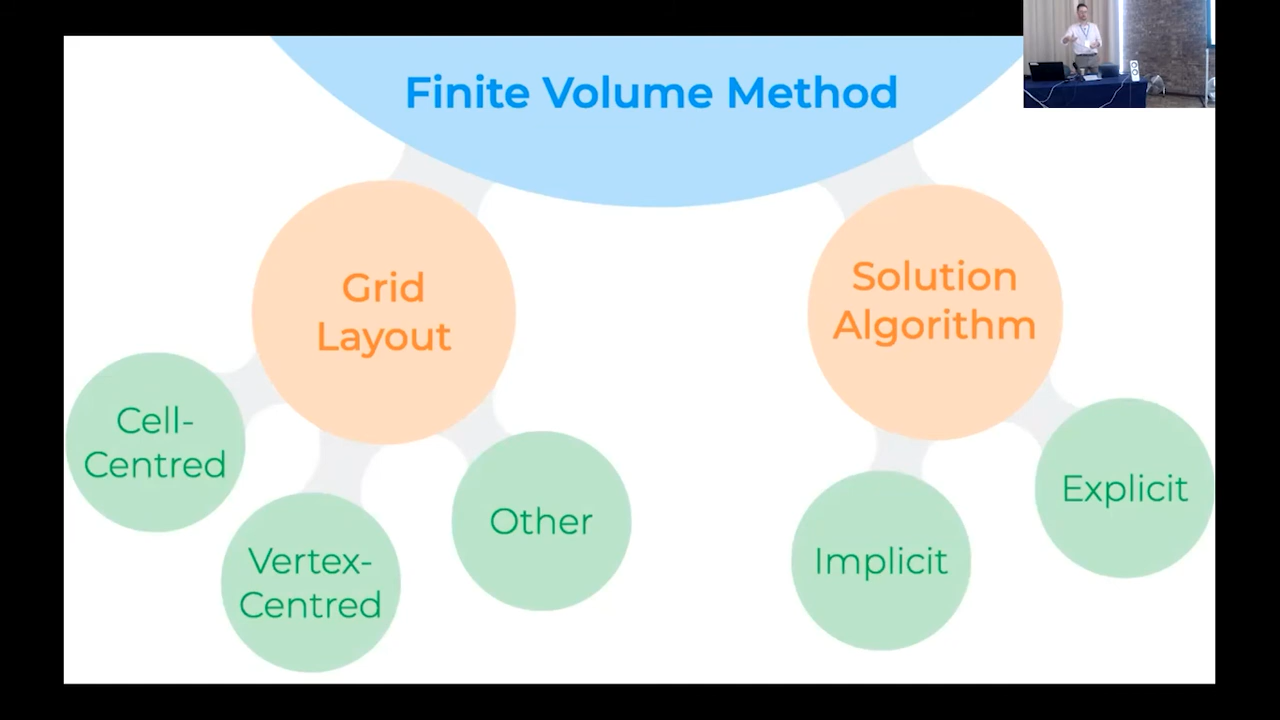 Finite Volume Method
Grid
Layout
Solution
Algorithm
Cell-
Centred
Vertex-
Centred
Other
Implicit
Explicit